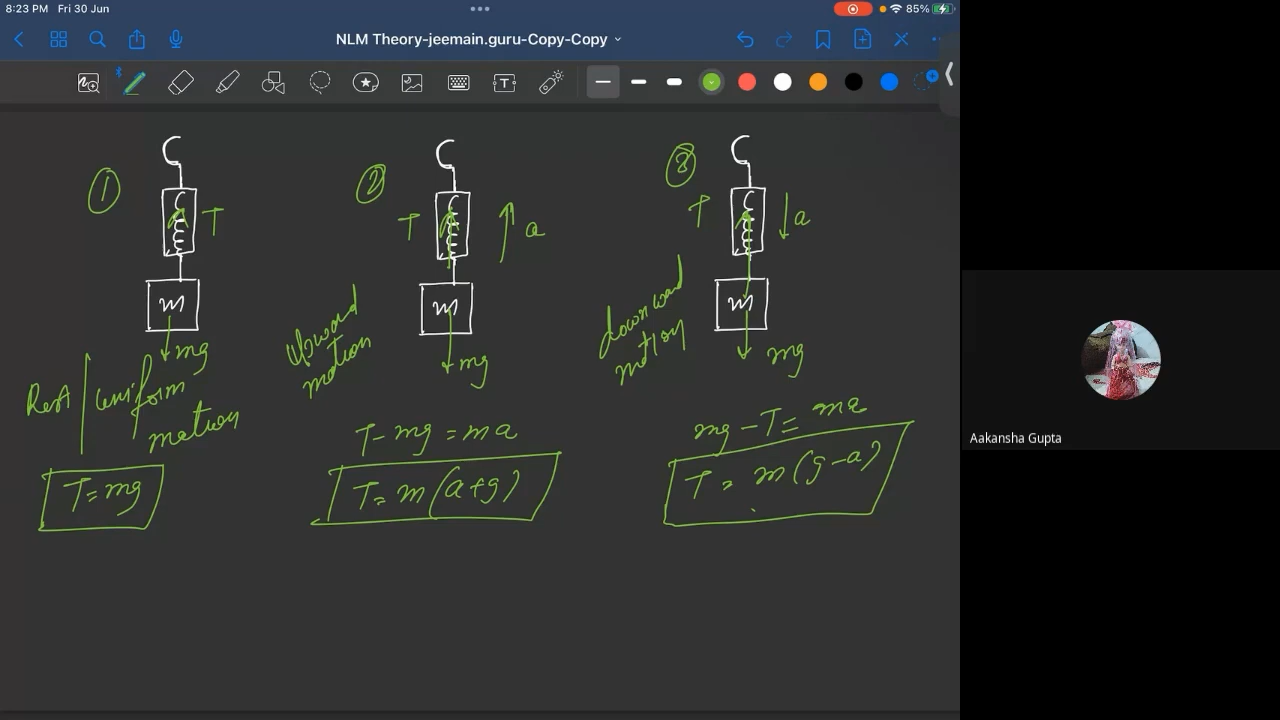 8:23 PM Fri 30 Jun
85%
NLM Theory-jeemain.guru-Copy-Copy
T
1
T
m
mg
Rest / uniform
motion
T=mg
2
T
a
m
mg
Upward
motion
T-mg=ma
T=m(a+g)
3
T
a
m
mg
downward
motion
mg-T=ma
T=m(g-a)
Aakansha Gupta